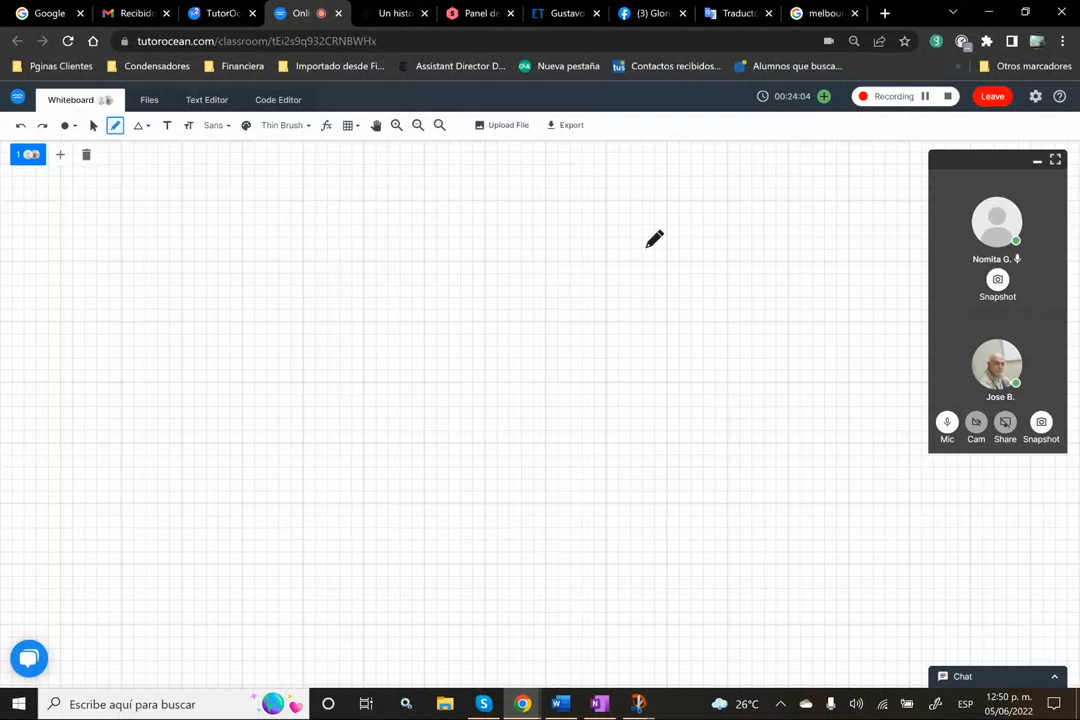 Google
Recibido
TutorOc
Onli
Un histo
Panel de
Gustavo
(3) Glori
Traducto
melbour
tutorocean.com/classroom/tEi2s9q932CRNBWHx
Pginas Clientes
Condensadores
Financiera
Importado desde Fi...
Assistant Director D...
Nueva pestaña
Contactos recibidos...
Alumnos que busca...
Otros marcadores
Whiteboard
Files
Text Editor
Code Editor
00:24:04
Recording
Leave
Sans
Thin Brush
Upload File
Export
1
Nomita G.
Snapshot
Jose B.
Mic
Cam
Share
Snapshot
Chat
Escribe aquí para buscar
26°C
ESP
12:50 p. m.
05/06/2022